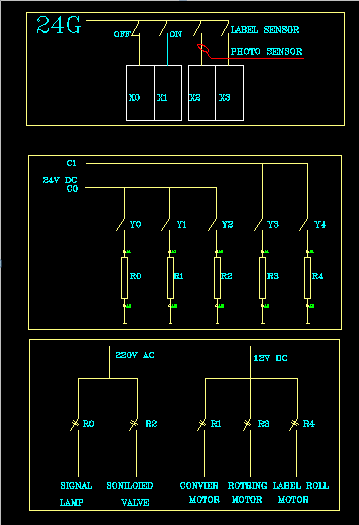 24G
OFF
ON
LABEL SENSOR
PHOTO SENSOR
X0 X1 X2 X3
C1
24V DC
C0
Y0 Y1 Y2 Y3 Y4
R0 R1 R2 R3 R4
220V AC
12V DC
R0 R2 R1 R3 R4
SIGNAL LAMP
SONILOIED VALVE
CONVIER MOTOR
ROTRING MOTOR
LABEL ROLL MOTOR